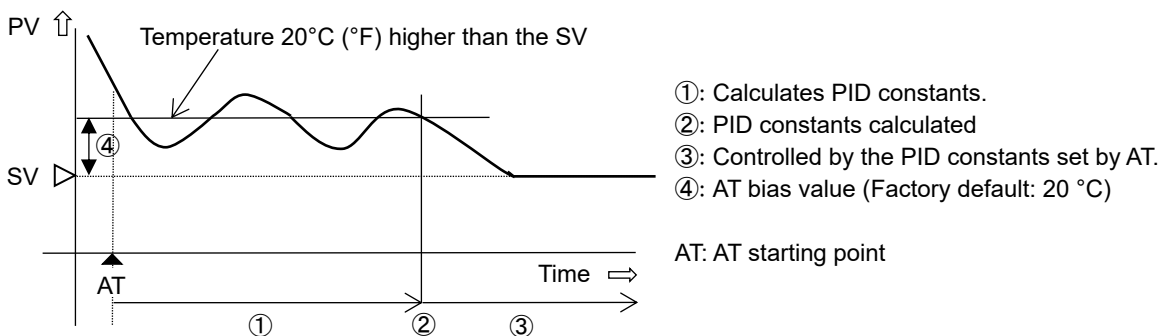 PV ⇧
Temperature 20°C (°F) higher than the SV
④
SV
AT
Time ⇨
① ② ③
①: Calculates PID constants.
②: PID constants calculated
③: Controlled by the PID constants set by AT.
④: AT bias value (Factory default: 20 °C)
AT: AT starting point